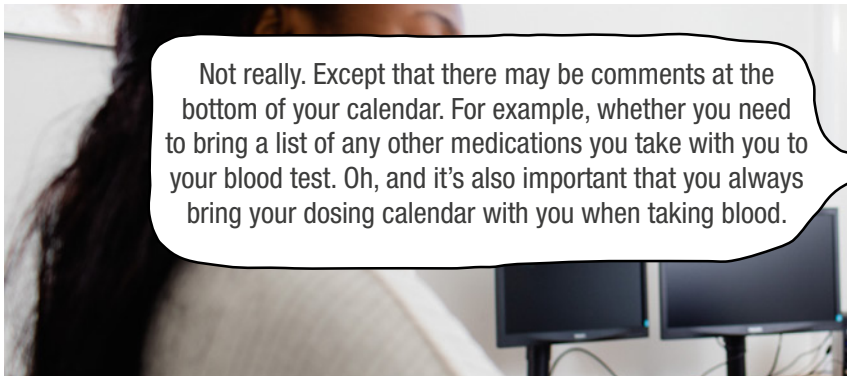 Not really. Except that there may be comments at the
bottom of your calendar. For example, whether you need
to bring a list of any other medications you take with you to
your blood test. Oh, and it’s also important that you always
bring your dosing calendar with you when taking blood.